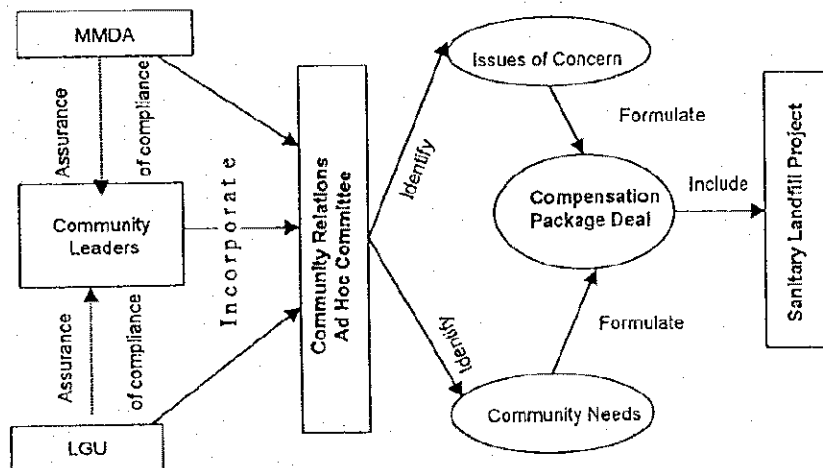 MMDA
Assurance
of compliance
Community
Leaders
Assurance
of compliance
LGU
Incorporate
Community Relations
Ad Hoc Committee
Identify
Identify
Issues of Concern
Formulate
Compensation
Package Deal
Formulate
Community Needs
Include
Sanitary Landfill Project